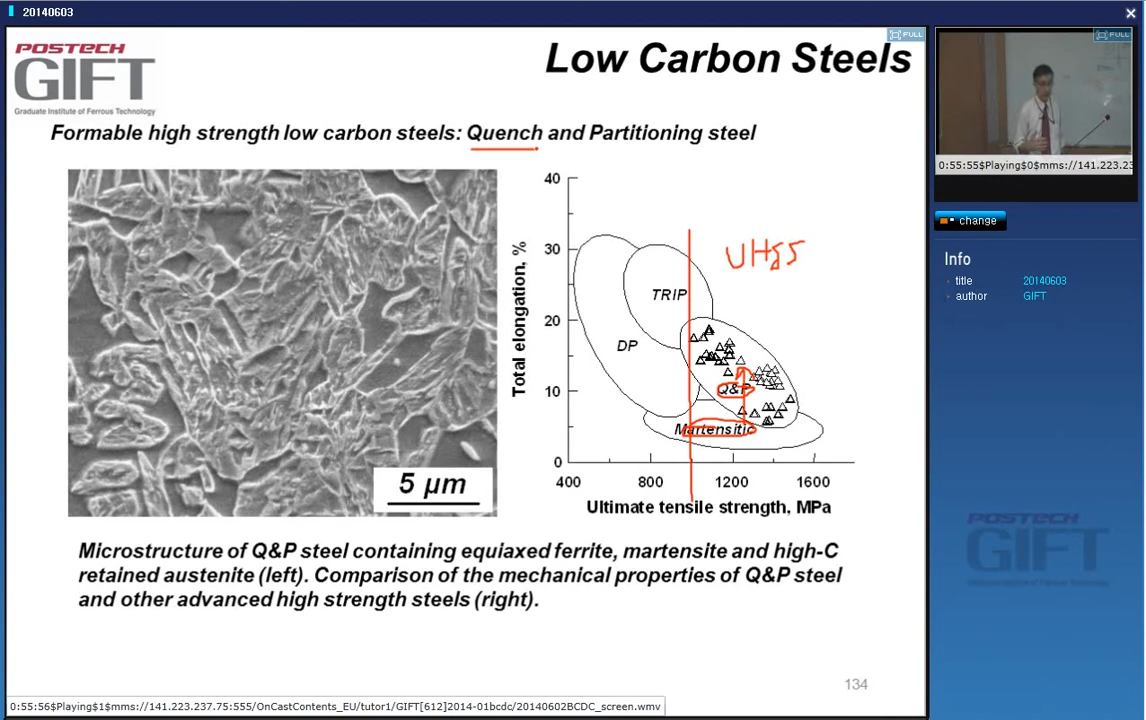 20140603
FULL
FULL
POSTECH
GIFT
Graduate Institute of Ferrous Technology
Low Carbon Steels
Formable high strength low carbon steels: Quench and Partitioning steel
0:55:55$Playing$0$mms://141.223.23
change
Info
title 20140603
author GIFT
40
30
20
10
0
Total elongation, %
UHSS
TRIP
DP
Q&P
Martensitic
400 800 1200 1600
Ultimate tensile strength, MPa
5 µm
Microstructure of Q&P steel containing equiaxed ferrite, martensite and high-C
retained austenite (left). Comparison of the mechanical properties of Q&P steel
and other advanced high strength steels (right).
POSTECH
GIFT
134
0:55:56$Playing$1$mms://141.223.237.75:555/OnCastContents_EU/tutor1/GIFT[612]2014-01bcdc/20140602BCDC_screen.wmv